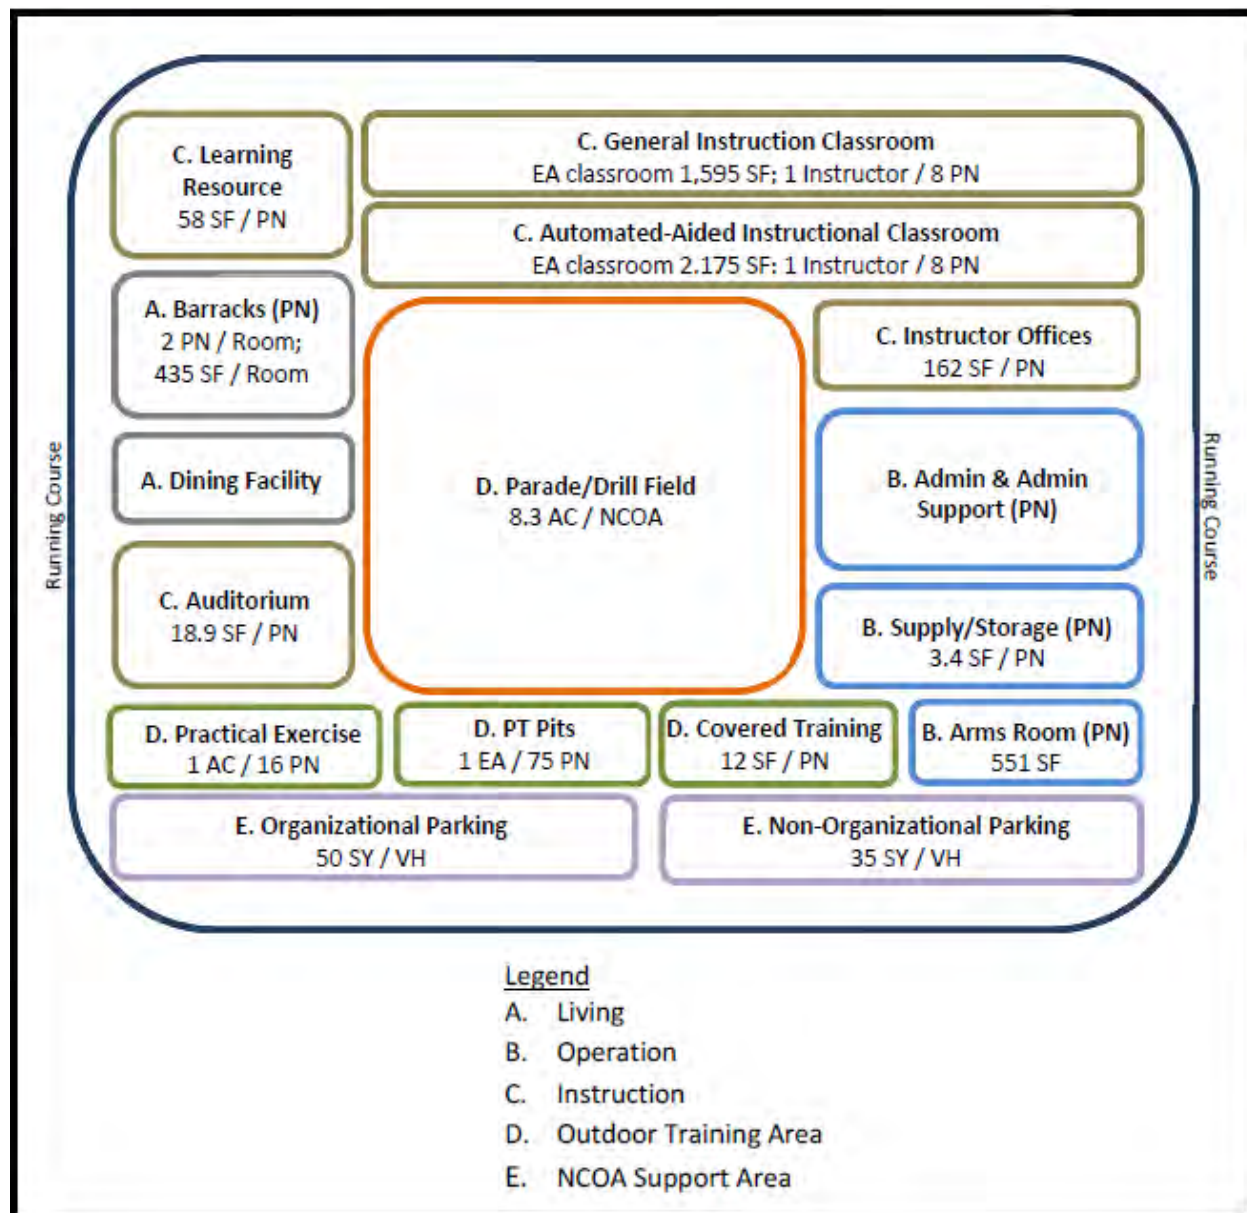 C. Learning
Resource
58 SF / PN
C. General Instruction Classroom
EA classroom 1,595 SF; 1 Instructor / 8 PN
C. Automated-Aided Instructional Classroom
EA classroom 2.175 SF: 1 Instructor / 8 PN
A. Barracks (PN)
2 PN / Room;
435 SF / Room
C. Instructor Offices
162 SF / PN
Running Course
A. Dining Facility
D. Parade/Drill Field
8.3 AC / NCOA
B. Admin & Admin
Support (PN)
Running Course
C. Auditorium
18.9 SF / PN
B. Supply/Storage (PN)
3.4 SF / PN
D. Practical Exercise
1 AC / 16 PN
D. PT Pits
1 EA / 75 PN
D. Covered Training
12 SF / PN
B. Arms Room (PN)
551 SF
E. Organizational Parking
50 SY / VH
E. Non-Organizational Parking
35 SY / VH
Legend
A. Living
B. Operation
C. Instruction
D. Outdoor Training Area
E. NCOA Support Area